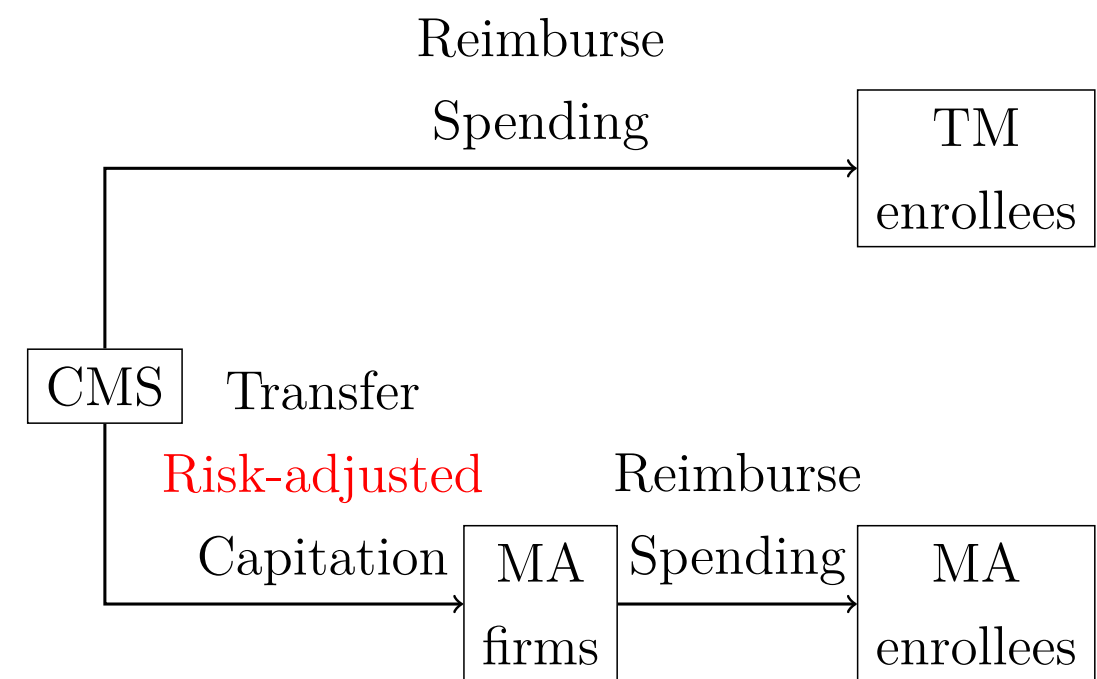 Reimburse
Spending
TM
enrollees
CMS
Transfer
Risk-adjusted
Capitation
MA
firms
Reimburse
Spending
MA
enrollees